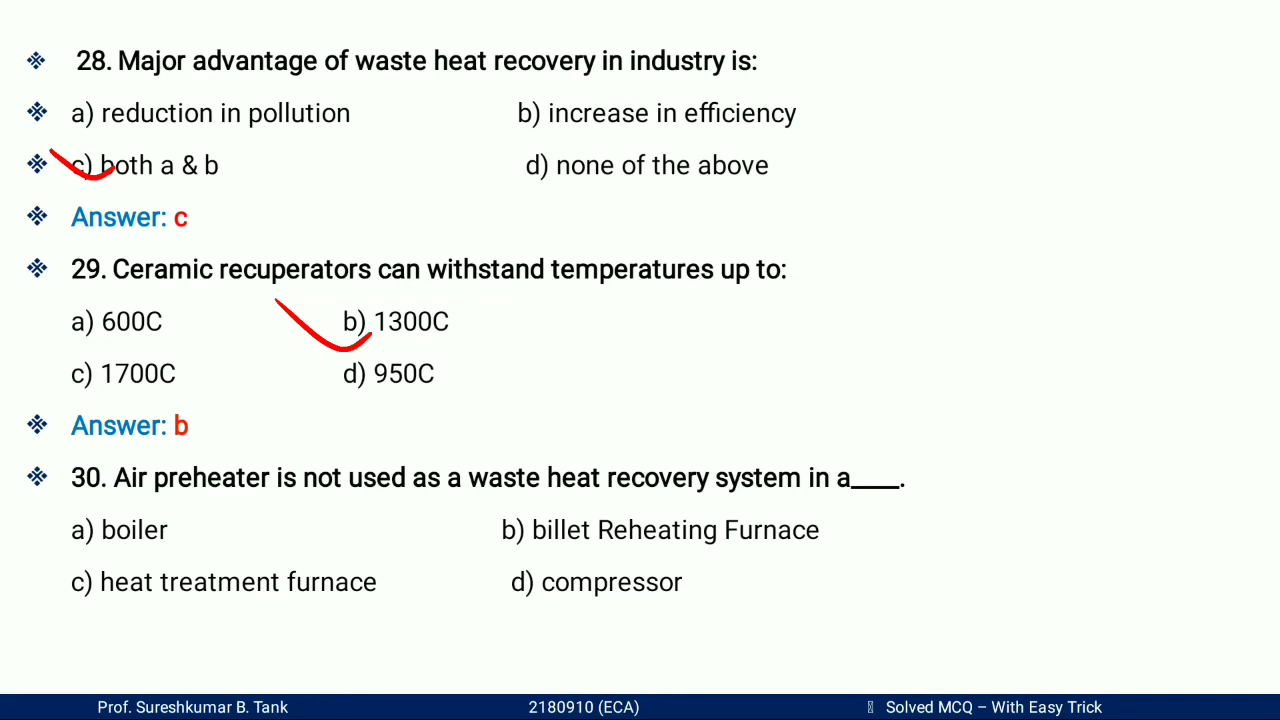 ❖ 28. Major advantage of waste heat recovery in industry is:
❖ a) reduction in pollution b) increase in efficiency
❖ c) both a & b d) none of the above
❖ Answer: c
❖ 29. Ceramic recuperators can withstand temperatures up to:
a) 600C b) 1300C
c) 1700C d) 950C
❖ Answer: b
❖ 30. Air preheater is not used as a waste heat recovery system in a____.
a) boiler b) billet Reheating Furnace
c) heat treatment furnace d) compressor
Prof. Sureshkumar B. Tank 2180910 (ECA) Solved MCQ – With Easy Trick